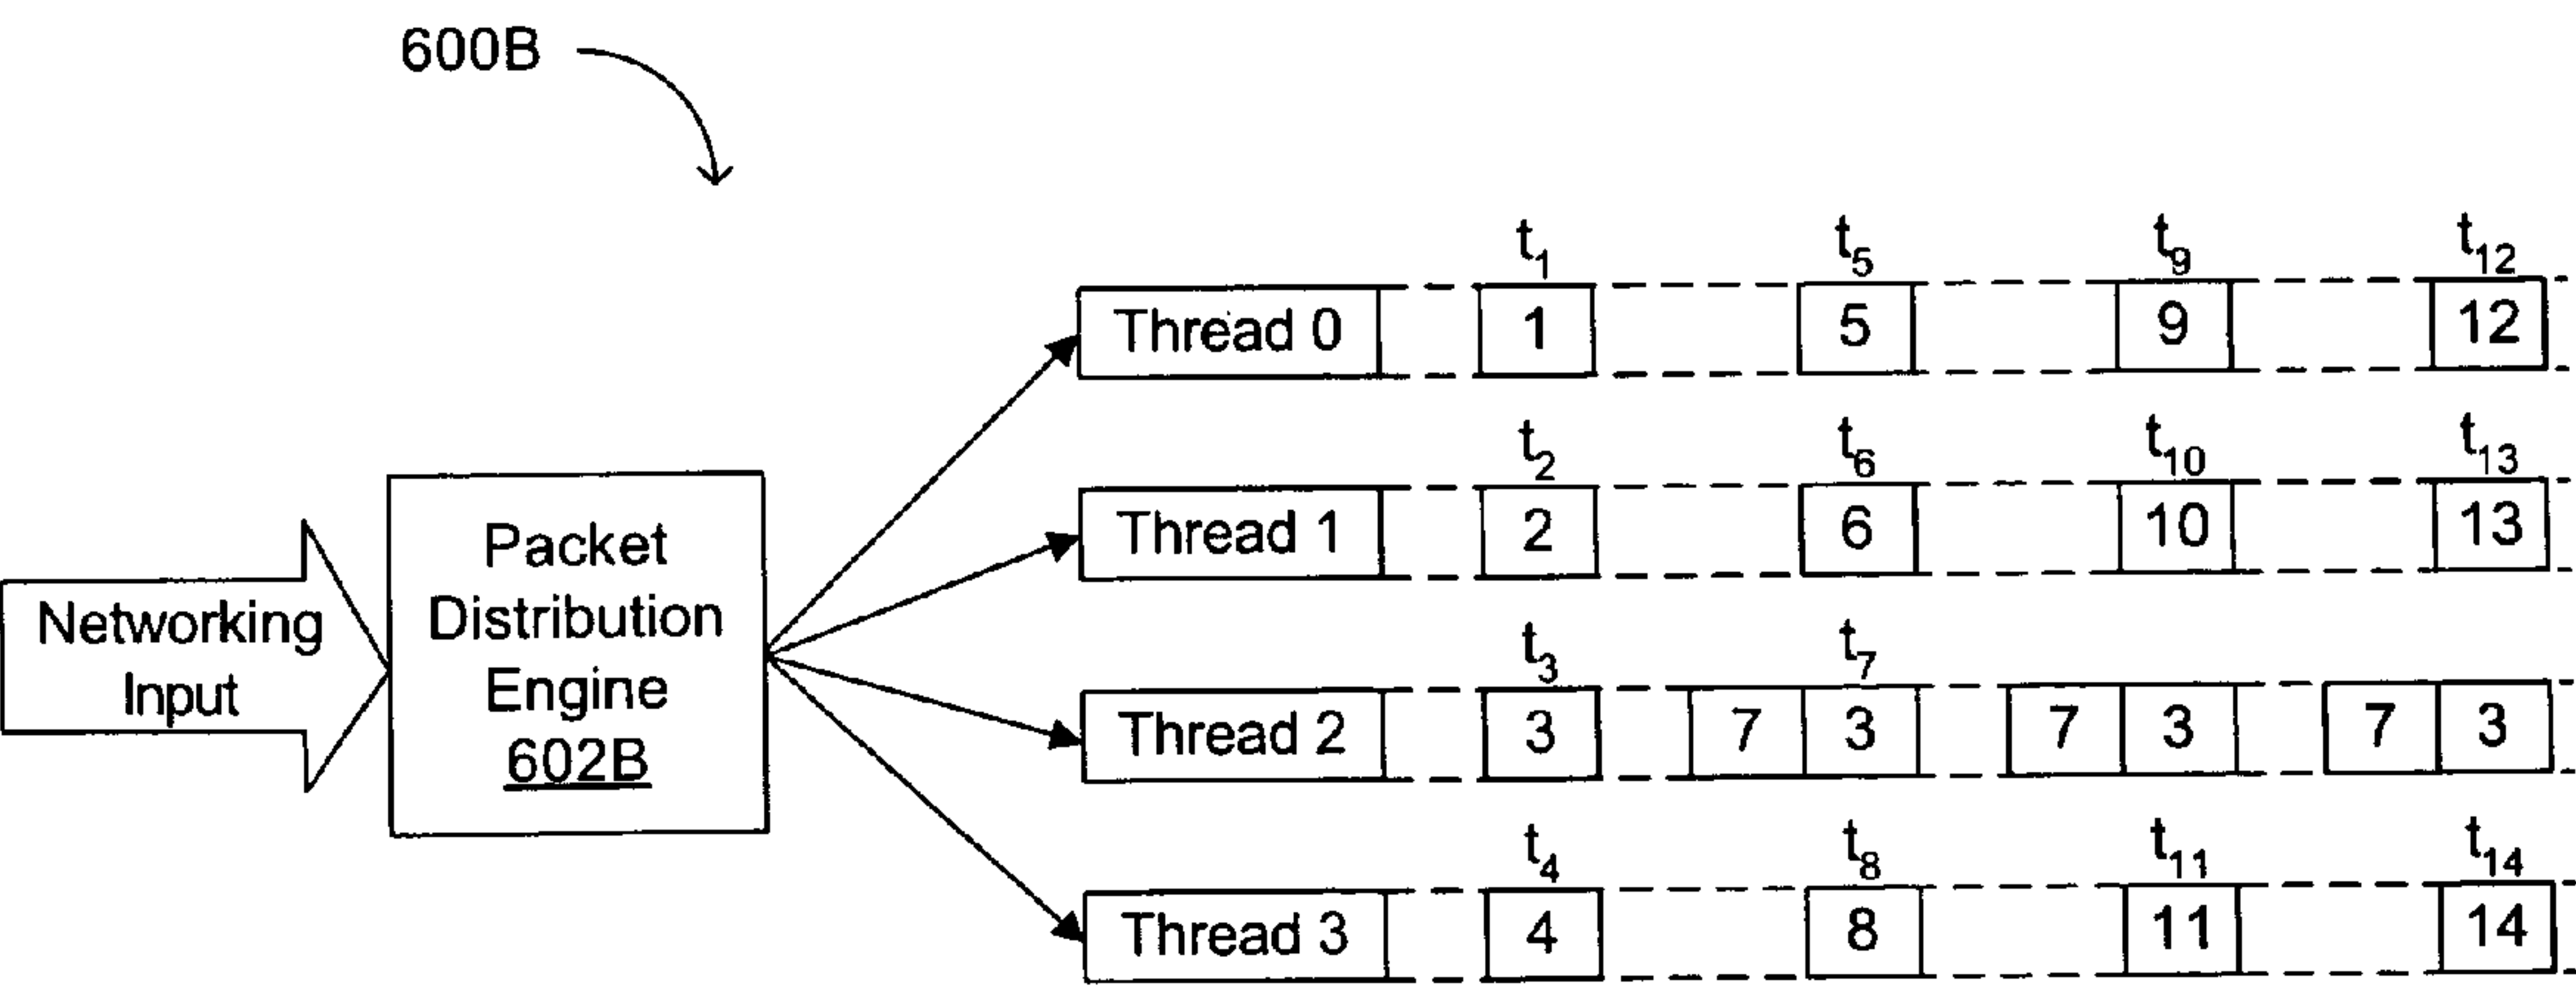 600B
Networking
Input
Packet
Distribution
Engine
602B
t1 t5 t9 t12
Thread 0 1 5 9 12
t2 t6 t10 t13
Thread 1 2 6 10 13
t3 t7
Thread 2 3 7 3 7 3 7 3
t4 t8 t11 t14
Thread 3 4 8 11 14